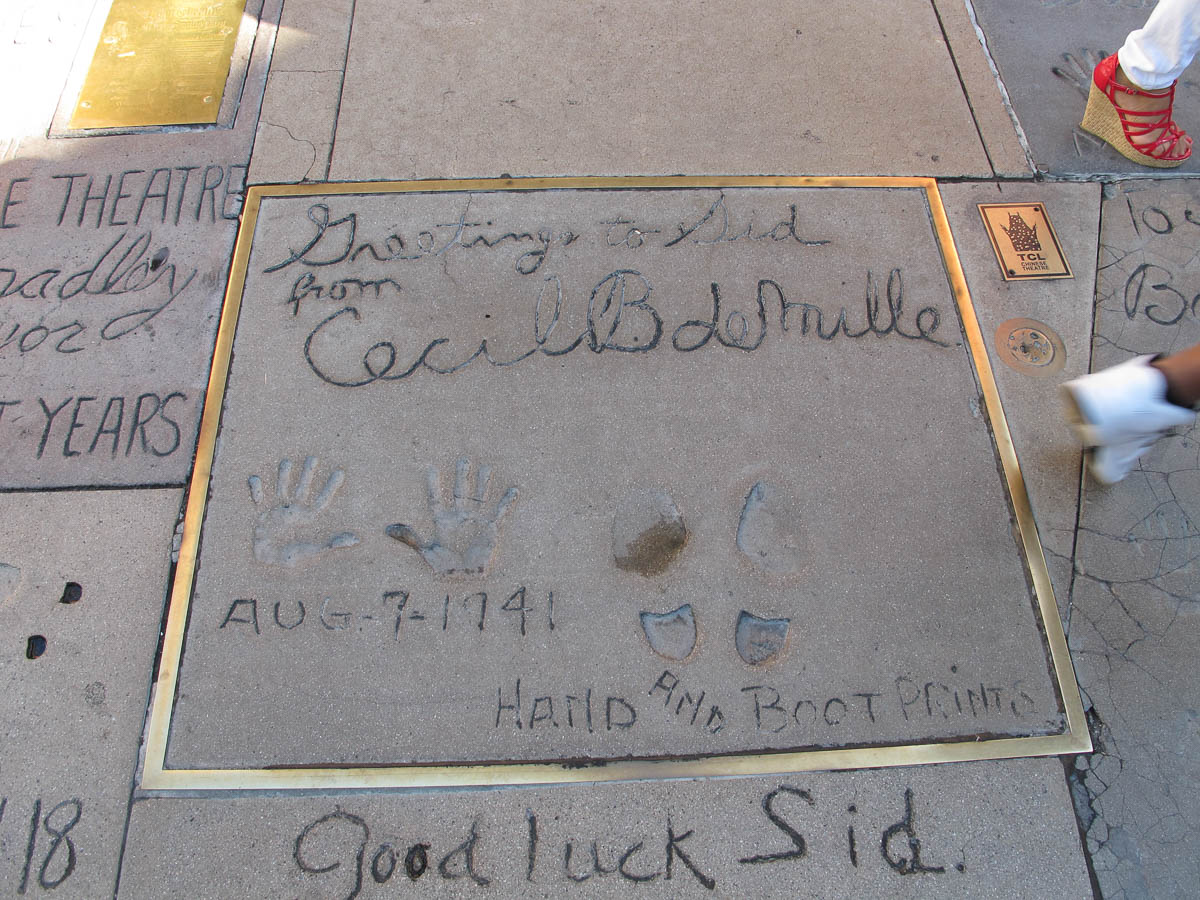 E THEATRE
adley
T YEARS
Greetings to Sid
from
Cecil B deMille
TCL
CHINESE
THEATRE
AUG-7-1941
HAND AND BOOT PRINTS
Good luck Sid.
18